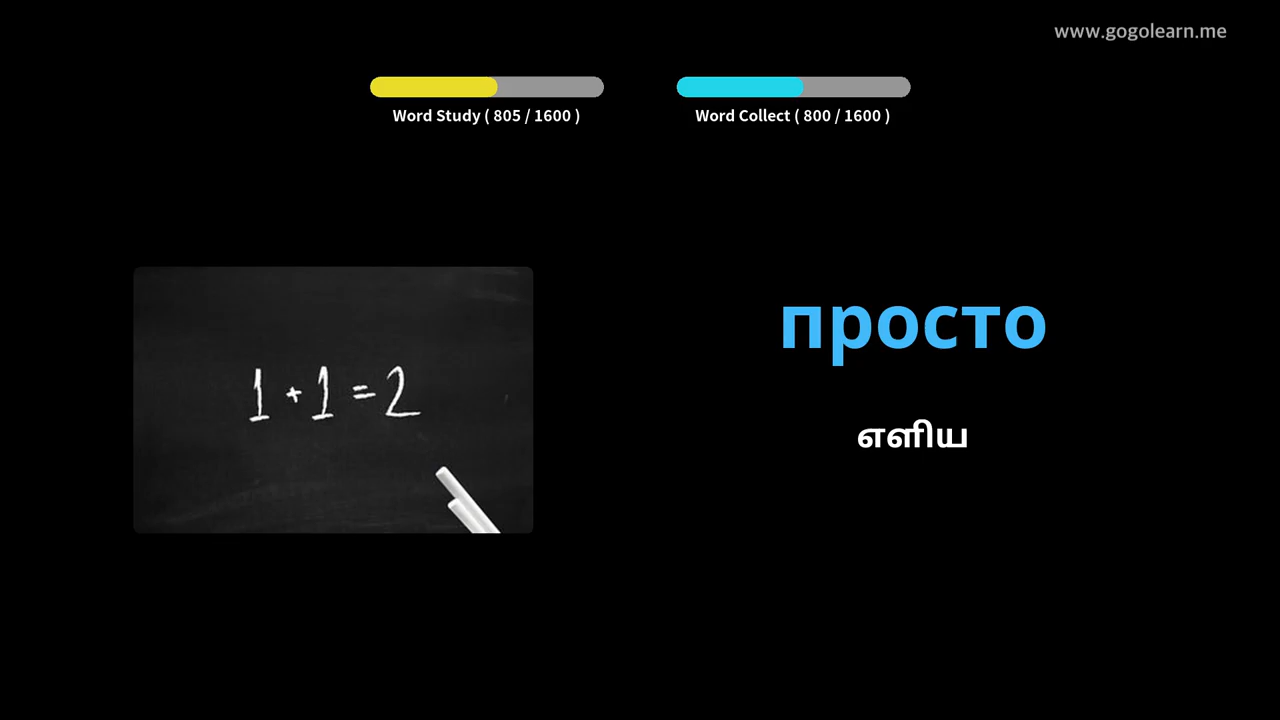 www.gogolearn.me
Word Study ( 805 / 1600 )
Word Collect ( 800 / 1600 )
1 + 1 = 2
просто
எளிய